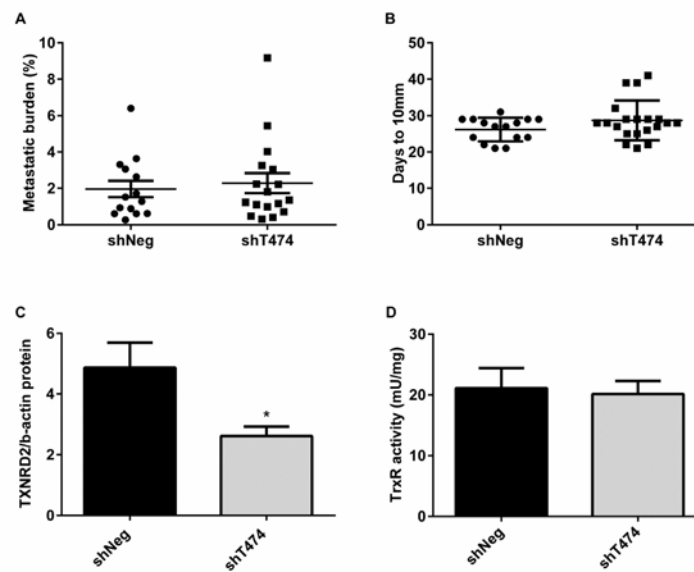 A
Metastatic burden (%)
10
8
6
4
2
0
shNeg
shT474
B
Days to 10mm
50
40
30
20
10
0
shNeg
shT474
C
TXNRD2/b-actin protein
6
4
2
0
*
shNeg
shT474
D
TrxR activity (mU/mg)
30
20
10
0
shNeg
shT474